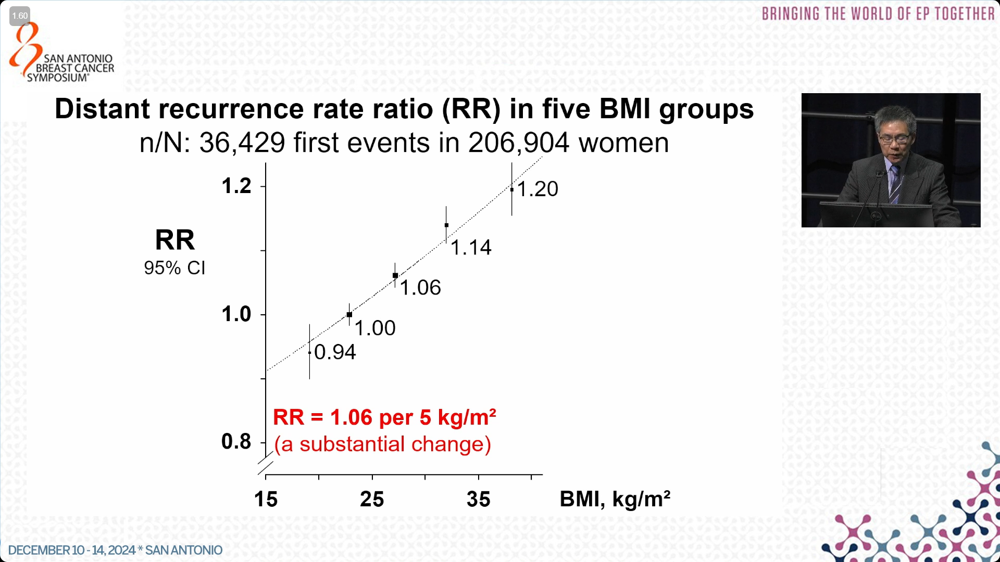 1.60
BRINGING THE WORLD OF EP TOGETHER
SAN ANTONIO
BREAST CANCER
SYMPOSIUM®
Distant recurrence rate ratio (RR) in five BMI groups
n/N: 36,429 first events in 206,904 women
1.2
1.20
RR
95% CI
1.14
1.06
1.0
1.00
0.94
RR = 1.06 per 5 kg/m²
0.8
(a substantial change)
15
25
35
BMI, kg/m²
DECEMBER 10 - 14, 2024 * SAN ANTONIO